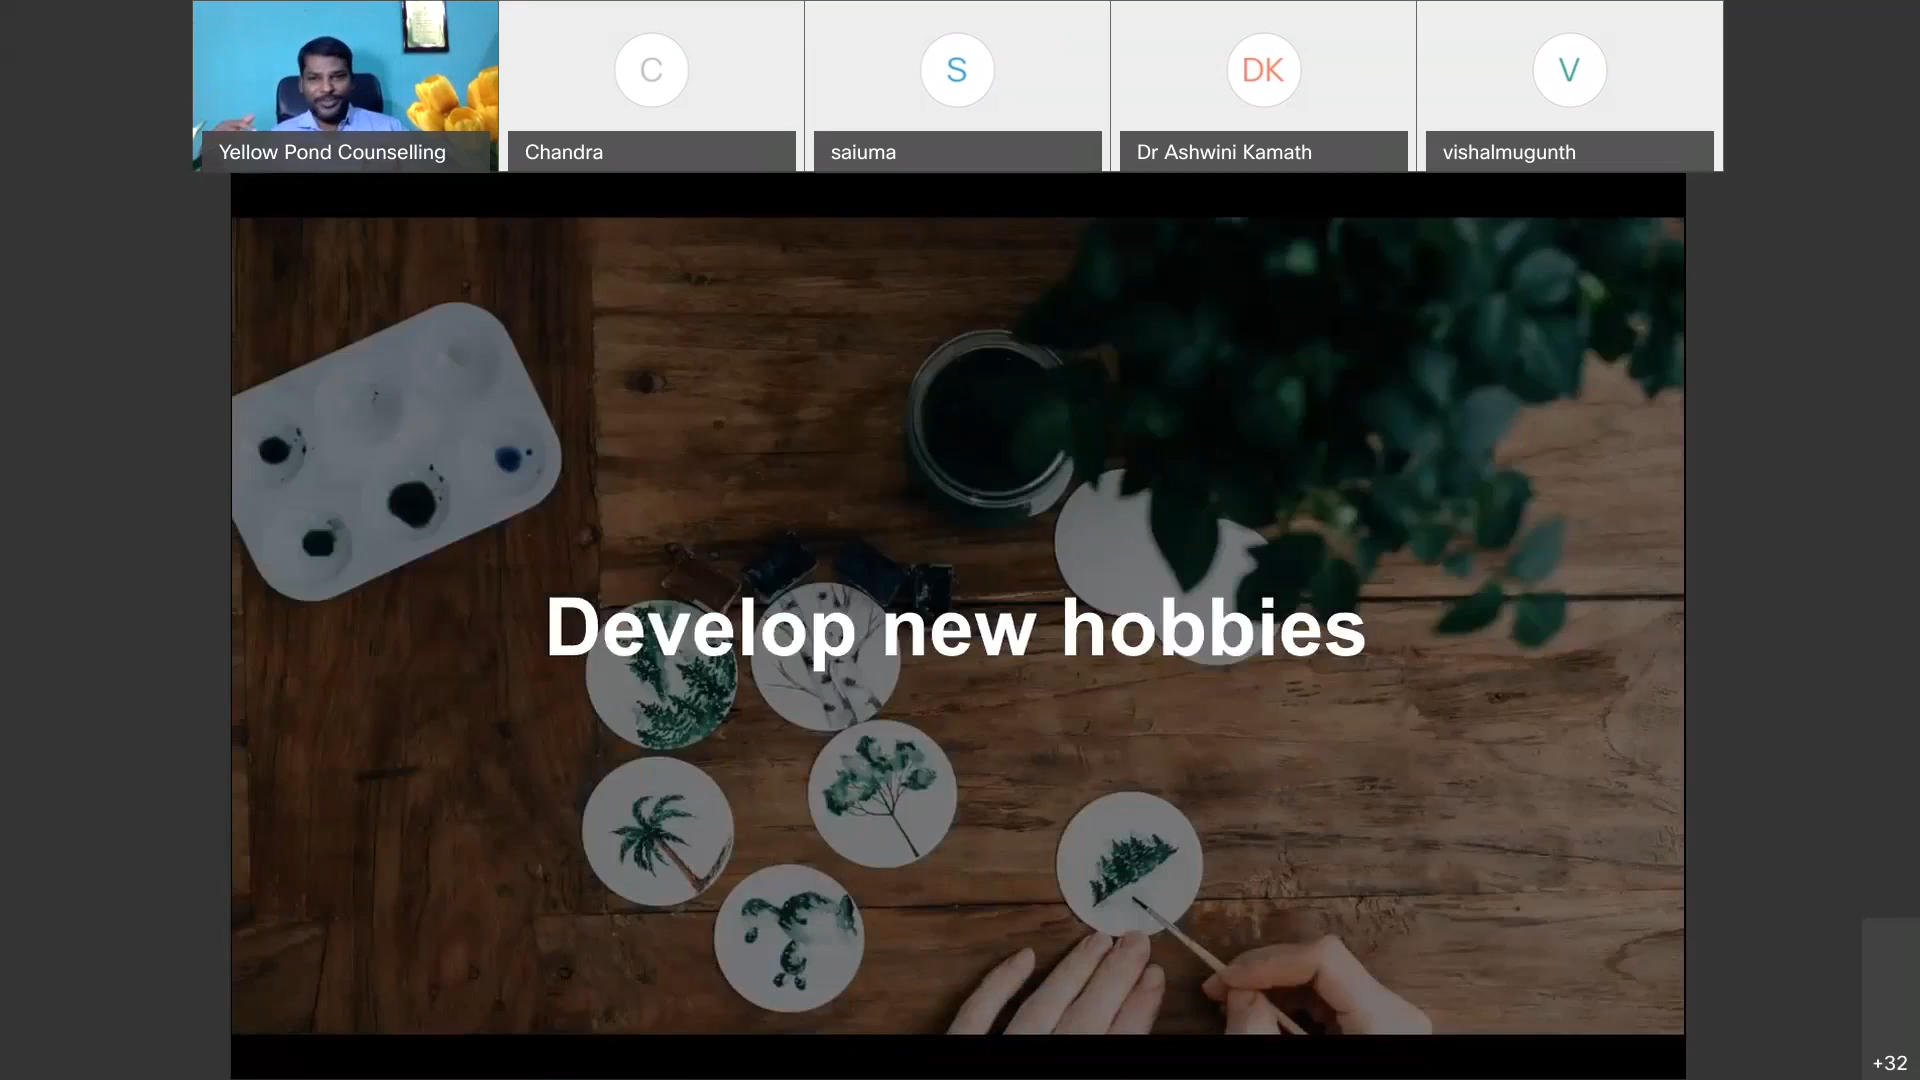 Yellow Pond Counselling
C
Chandra
S
saiuma
DK
Dr Ashwini Kamath
V
vishalmugunth
Develop new hobbies
+32